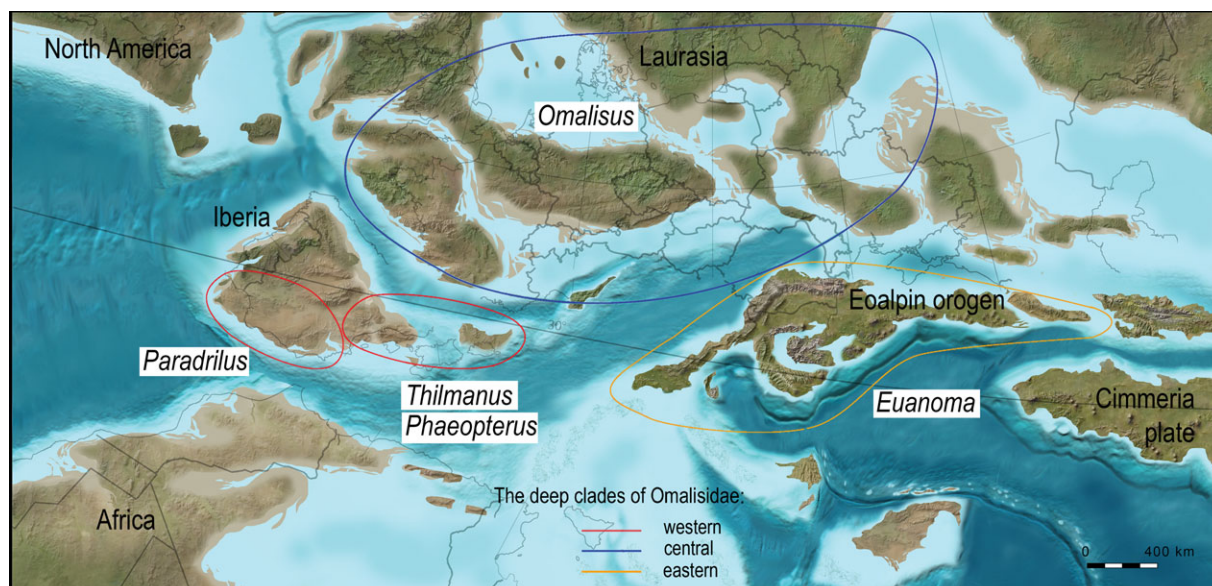 North America
Laurasia
Omalisus
Iberia
Eoalpin orogen
30
Paradrilus
Thilmanus
Phaeopterus
Euanoma
Cimmeria
plate
Africa
The deep clades of Omalisidae:
western
central
eastern
0 400 km